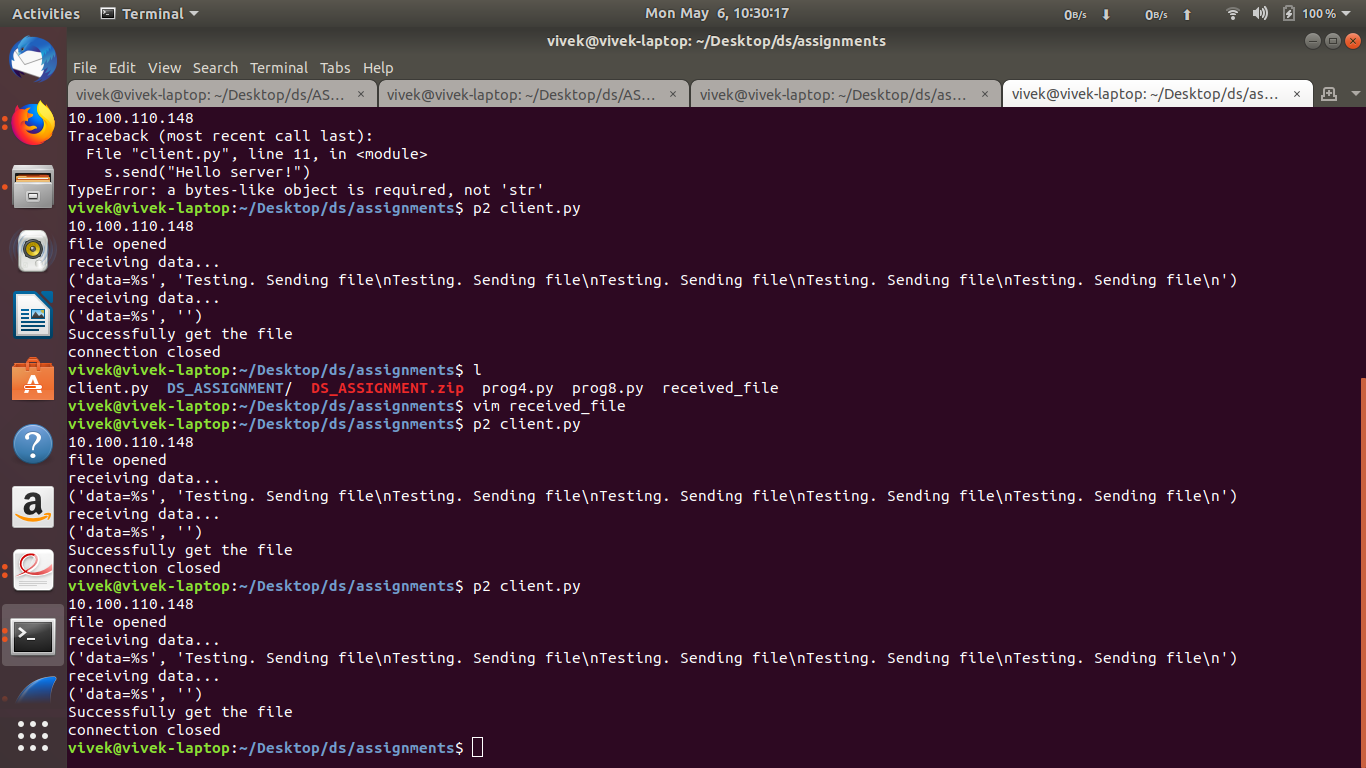 Activities Terminal Mon May 6, 10:30:17 0B/s 0B/s 100%
vivek@vivek-laptop: ~/Desktop/ds/assignments
File Edit View Search Terminal Tabs Help
vivek@vivek-laptop: ~/Desktop/ds/AS… × vivek@vivek-laptop: ~/Desktop/ds/AS… × vivek@vivek-laptop: ~/Desktop/ds/as… × vivek@vivek-laptop: ~/Desktop/ds/as… ×
10.100.110.148
Traceback (most recent call last):
  File "client.py", line 11, in <module>
    s.send("Hello server!")
TypeError: a bytes-like object is required, not 'str'
vivek@vivek-laptop:~/Desktop/ds/assignments$ p2 client.py
10.100.110.148
file opened
receiving data...
('data=%s', 'Testing. Sending file\nTesting. Sending file\nTesting. Sending file\nTesting. Sending file\nTesting. Sending file\n')
receiving data...
('data=%s', '')
Successfully get the file
connection closed
vivek@vivek-laptop:~/Desktop/ds/assignments$ l
client.py  DS_ASSIGNMENT/  DS_ASSIGNMENT.zip  prog4.py  prog8.py  received_file
vivek@vivek-laptop:~/Desktop/ds/assignments$ vim received_file
vivek@vivek-laptop:~/Desktop/ds/assignments$ p2 client.py
10.100.110.148
file opened
receiving data...
('data=%s', 'Testing. Sending file\nTesting. Sending file\nTesting. Sending file\nTesting. Sending file\nTesting. Sending file\n')
receiving data...
('data=%s', '')
Successfully get the file
connection closed
vivek@vivek-laptop:~/Desktop/ds/assignments$ p2 client.py
10.100.110.148
file opened
receiving data...
('data=%s', 'Testing. Sending file\nTesting. Sending file\nTesting. Sending file\nTesting. Sending file\nTesting. Sending file\n')
receiving data...
('data=%s', '')
Successfully get the file
connection closed
vivek@vivek-laptop:~/Desktop/ds/assignments$